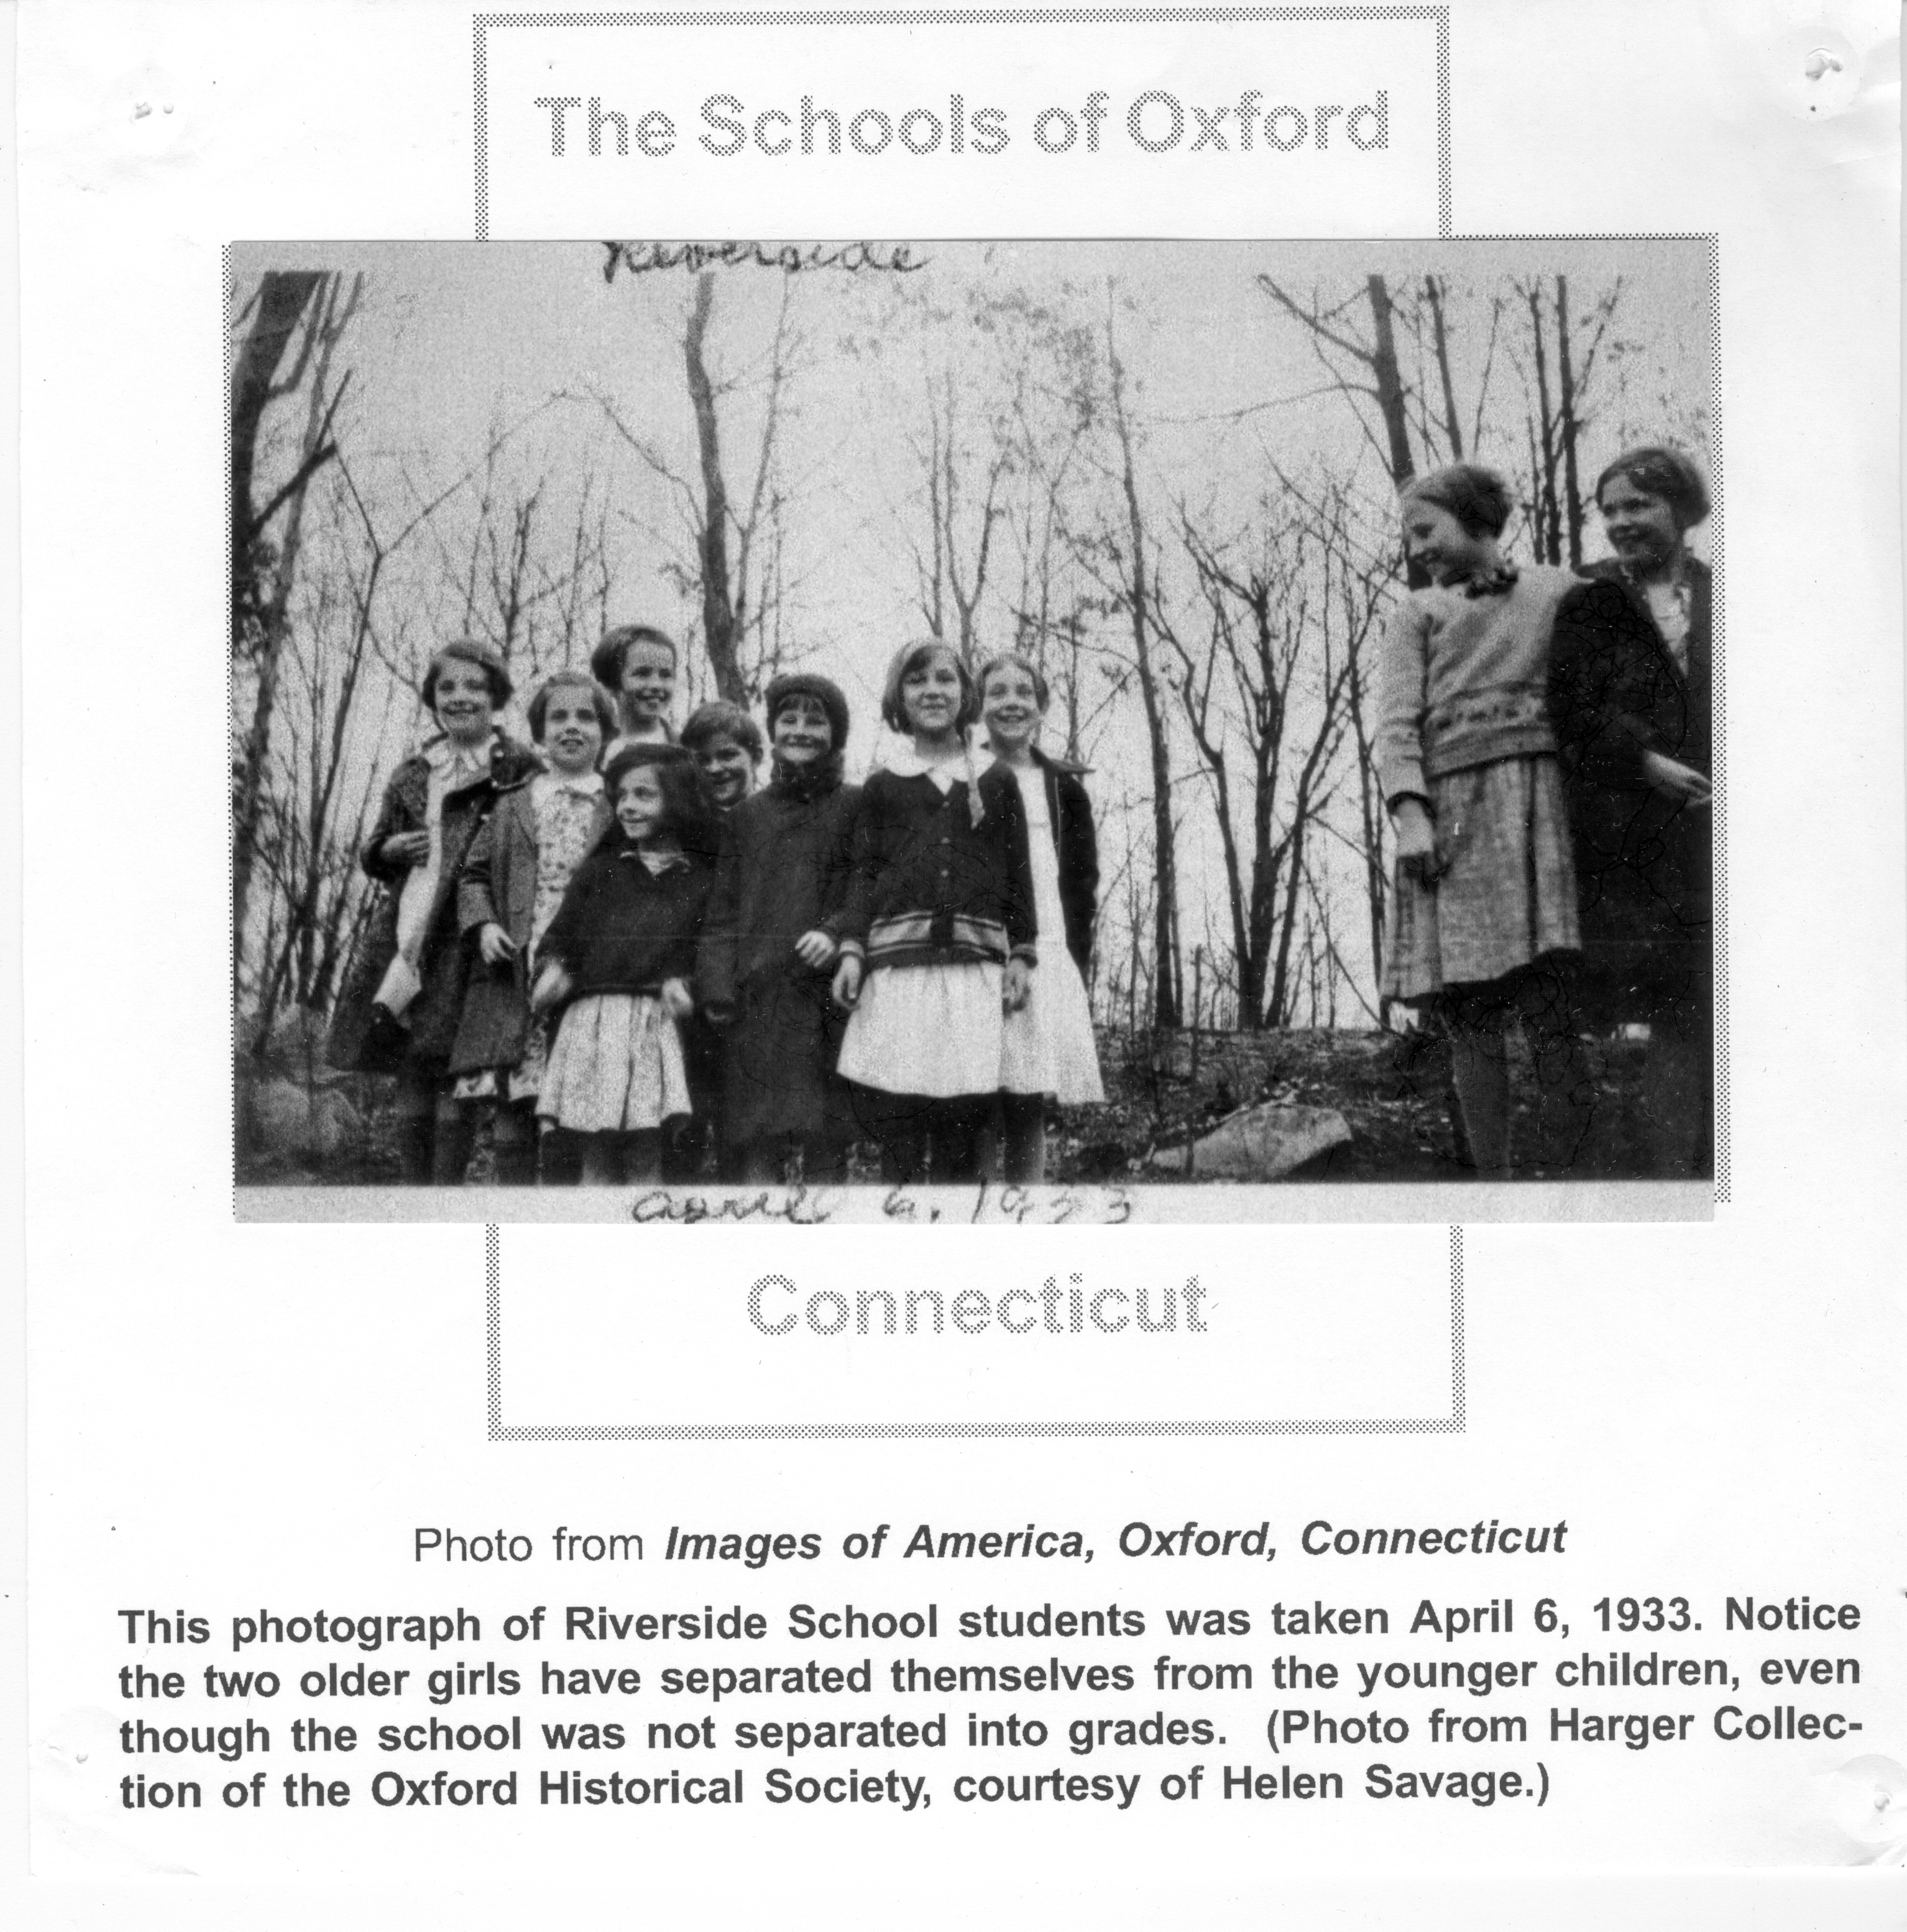 The Schools of Oxford
Riverside
April 6, 1933
Connecticut
Photo from Images of America, Oxford, Connecticut
This photograph of Riverside School students was taken April 6, 1933. Notice
the two older girls have separated themselves from the younger children, even
though the school was not separated into grades. (Photo from Harger Collec-
tion of the Oxford Historical Society, courtesy of Helen Savage.)